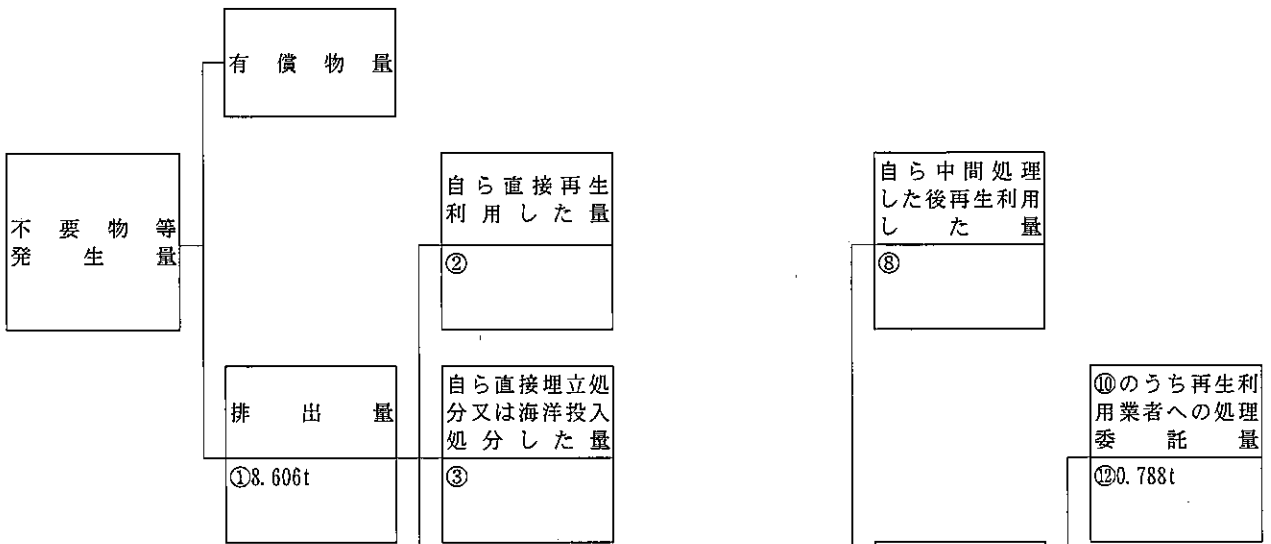 有償物量
不要物等
発生量
自ら直接再生
利用した量
②
自ら中間処理
した後再生利用
した量
⑧
排出量
①8.606t
自ら直接埋立処
分又は海洋投入
処分した量
③
⑩のうち再生利
用業者への処理
委託量
⑫0.788t